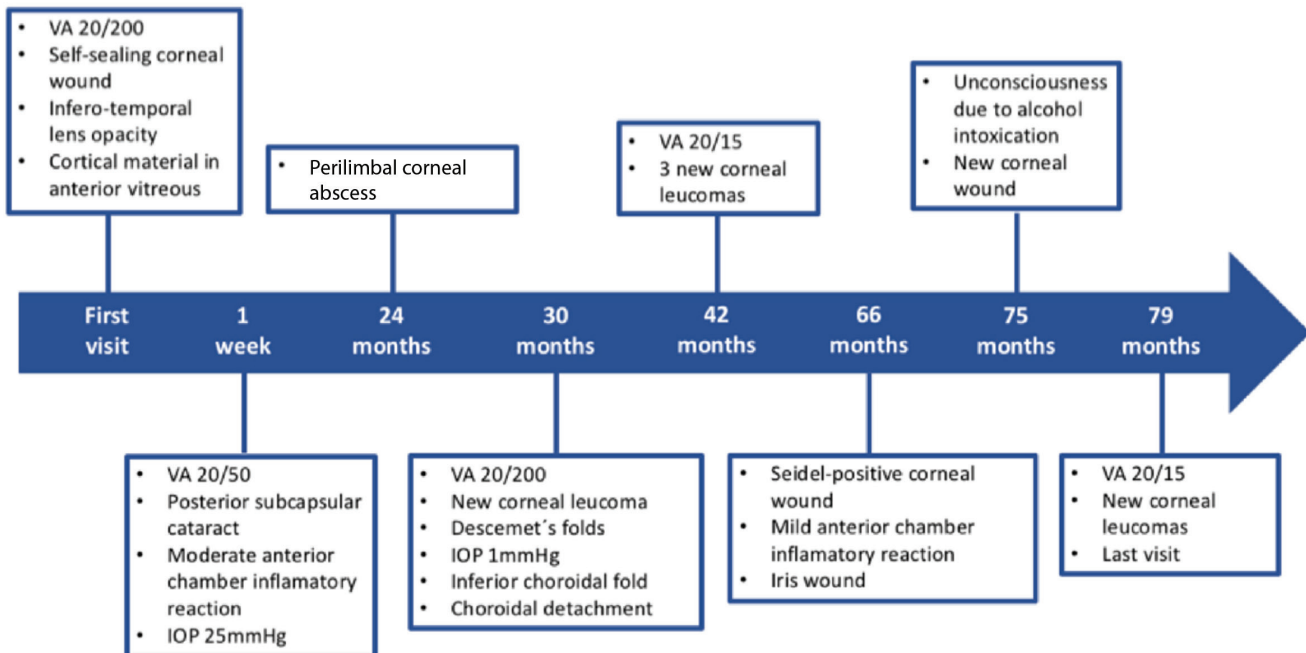 • VA 20/200
• Self-sealing corneal
wound
• Infero-temporal
lens opacity
• Cortical material in
anterior vitreous
• Perilimbal corneal
abscess
• VA 20/15
• 3 new corneal
leucomas
• Unconsciousness
due to alcohol
intoxication
• New corneal
wound
First
visit
1
week
24
months
30
months
42
months
66
months
75
months
79
months
• VA 20/50
• Posterior subcapsular
cataract
• Moderate anterior
chamber inflamatory
reaction
• IOP 25mmHg
• VA 20/200
• New corneal leucoma
• Descemet´s folds
• IOP 1mmHg
• Inferior choroidal fold
• Choroidal detachment
• Seidel-positive corneal
wound
• Mild anterior chamber
inflamatory reaction
• Iris wound
• VA 20/15
• New corneal
leucomas
• Last visit